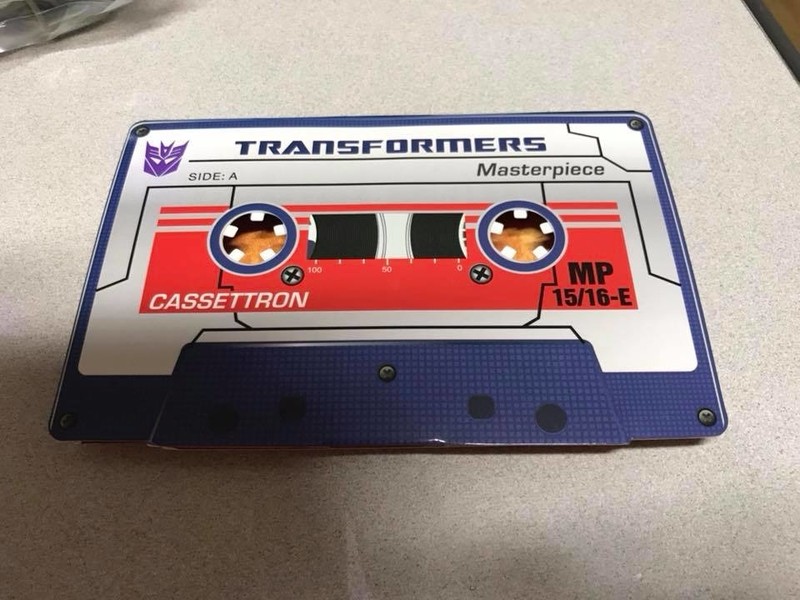 TRANSFORMERS
SIDE: A
Masterpiece
100 50 0
CASSETTRON
MP
15/16-E